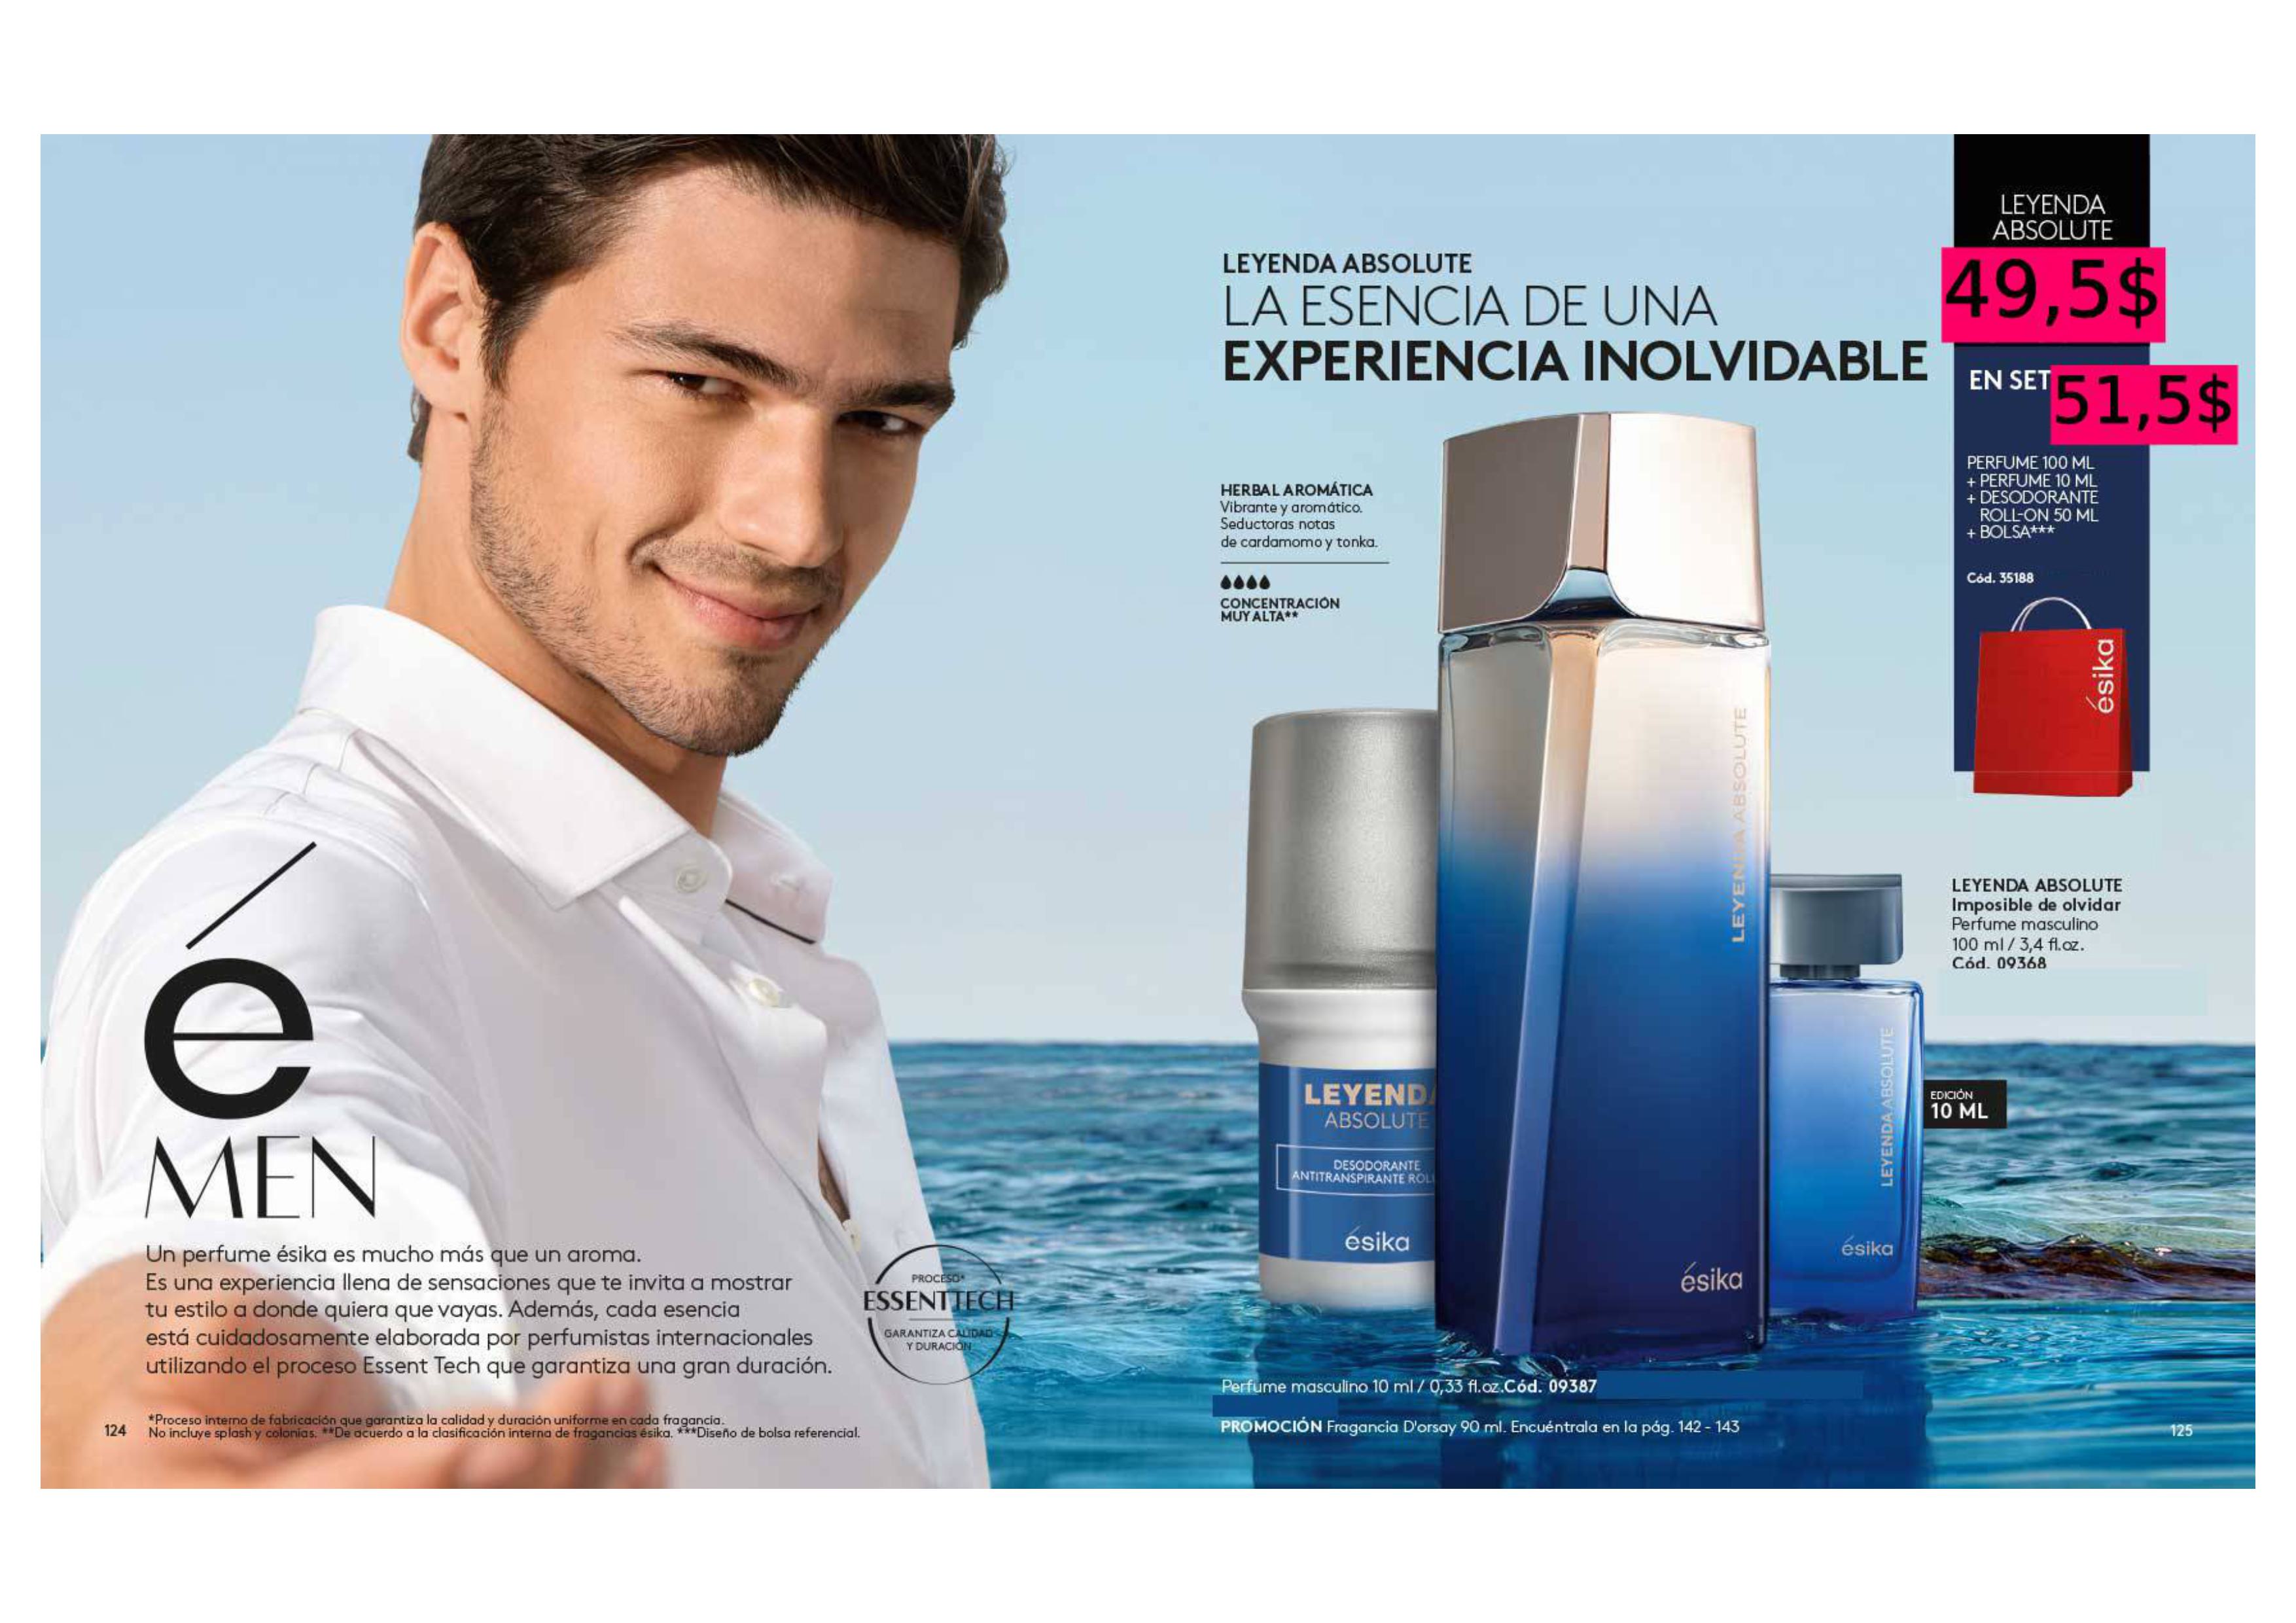 é
MEN
Un perfume ésika es mucho más que un aroma.
Es una experiencia llena de sensaciones que te invita a mostrar
tu estilo a donde quiera que vayas. Además, cada esencia
está cuidadosamente elaborada por perfumistas internacionales
utilizando el proceso Essent Tech que garantiza una gran duración.
PROCESO*
ESSENT TECH
GARANTIZA CALIDAD
Y DURACIÓN
124
*Proceso interno de fabricación que garantiza la calidad y duración uniforme en cada fragancia.
No incluye splash y colonias. **De acuerdo a la clasificación interna de fragancias ésika. ***Diseño de bolsa referencial.
LEYENDA ABSOLUTE
LA ESENCIA DE UNA
EXPERIENCIA INOLVIDABLE
HERBAL AROMÁTICA
Vibrante y aromático.
Seductoras notas
de cardamomo y tonka.
CONCENTRACIÓN
MUY ALTA**
LEYENDA
ABSOLUTE
49,5$
EN SET
51,5$
PERFUME 100 ML
+ PERFUME 10 ML
+ DESODORANTE
ROLL-ON 50 ML
+ BOLSA***
Cód. 35188
ésika
LEYENDA ABSOLUTE
Imposible de olvidar
Perfume masculino
100 ml / 3,4 fl.oz.
Cód. 09368
EDICIÓN
10 ML
LEYENDA
ABSOLUTE
DESODORANTE
ANTITRANSPIRANTE ROL
ésika
LEYENDA ABSOLUTE
ésika
LEYENDA ABSOLUTE
ésika
Perfume masculino 10 ml / 0,33 fl.oz.Cód. 09387
PROMOCIÓN Fragancia D'orsay 90 ml. Encuéntrala en la pág. 142 - 143
125